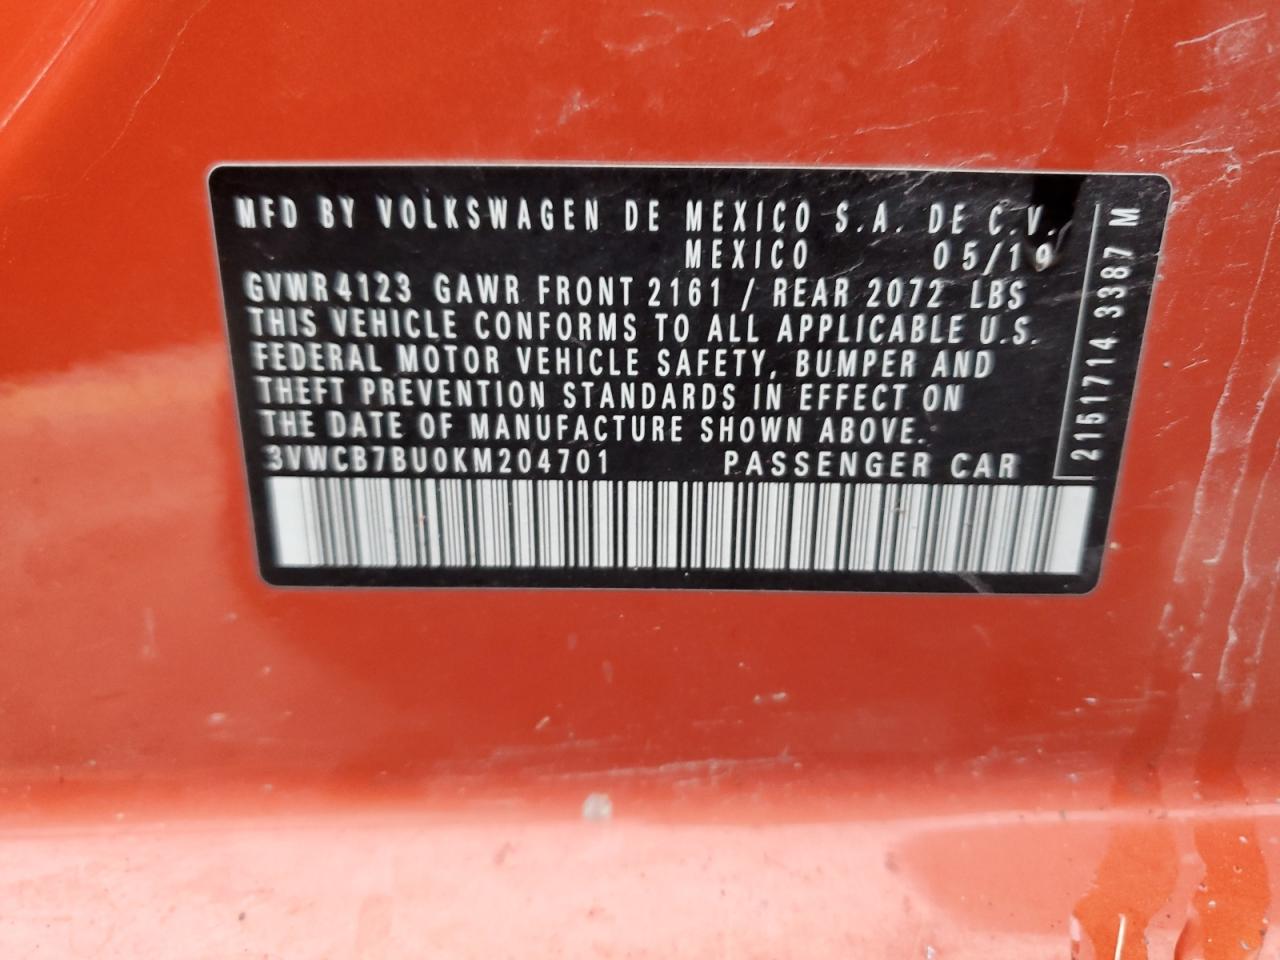 MFD BY VOLKSWAGEN DE MEXICO S.A. DE C.V.
MEXICO 05/19
GVWR 4123 GAWR FRONT 2161 / REAR 2072 LBS
THIS VEHICLE CONFORMS TO ALL APPLICABLE U.S.
FEDERAL MOTOR VEHICLE SAFETY, BUMPER AND
THEFT PREVENTION STANDARDS IN EFFECT ON
THE DATE OF MANUFACTURE SHOWN ABOVE.
3VWCB7BU0KM204701 PASSENGER CAR
2151714 3387 M